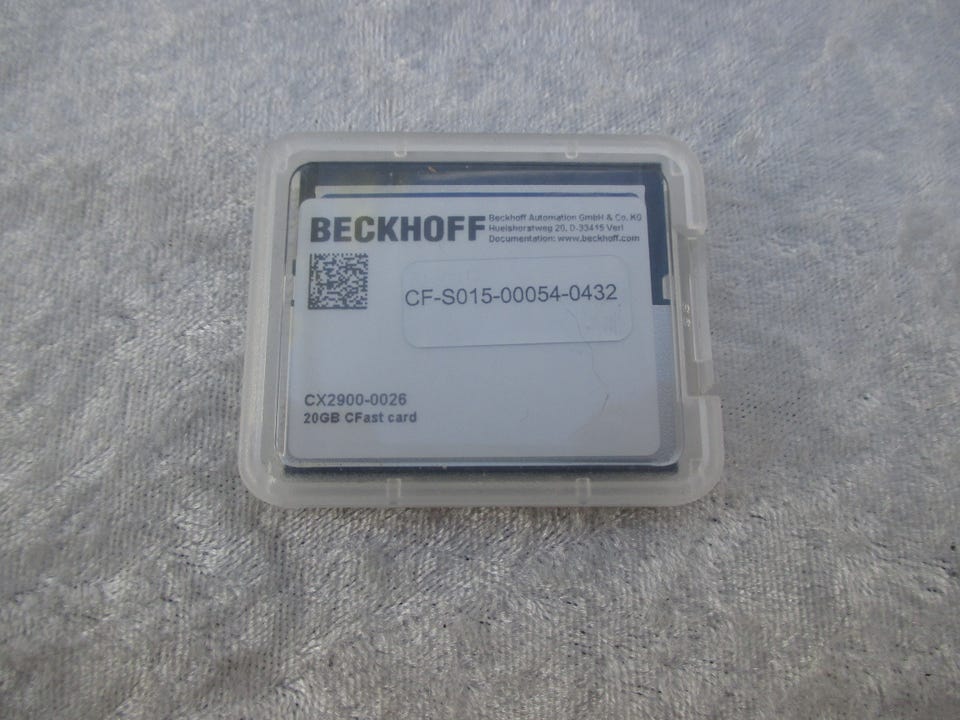 BECKHOFF
Beckhoff Automation GmbH & Co. KG
Huelshorstweg 20, D-33415 Verl
Documentation: www.beckhoff.com
CF-S015-00054-0432
CX2900-0026
20GB CFast card